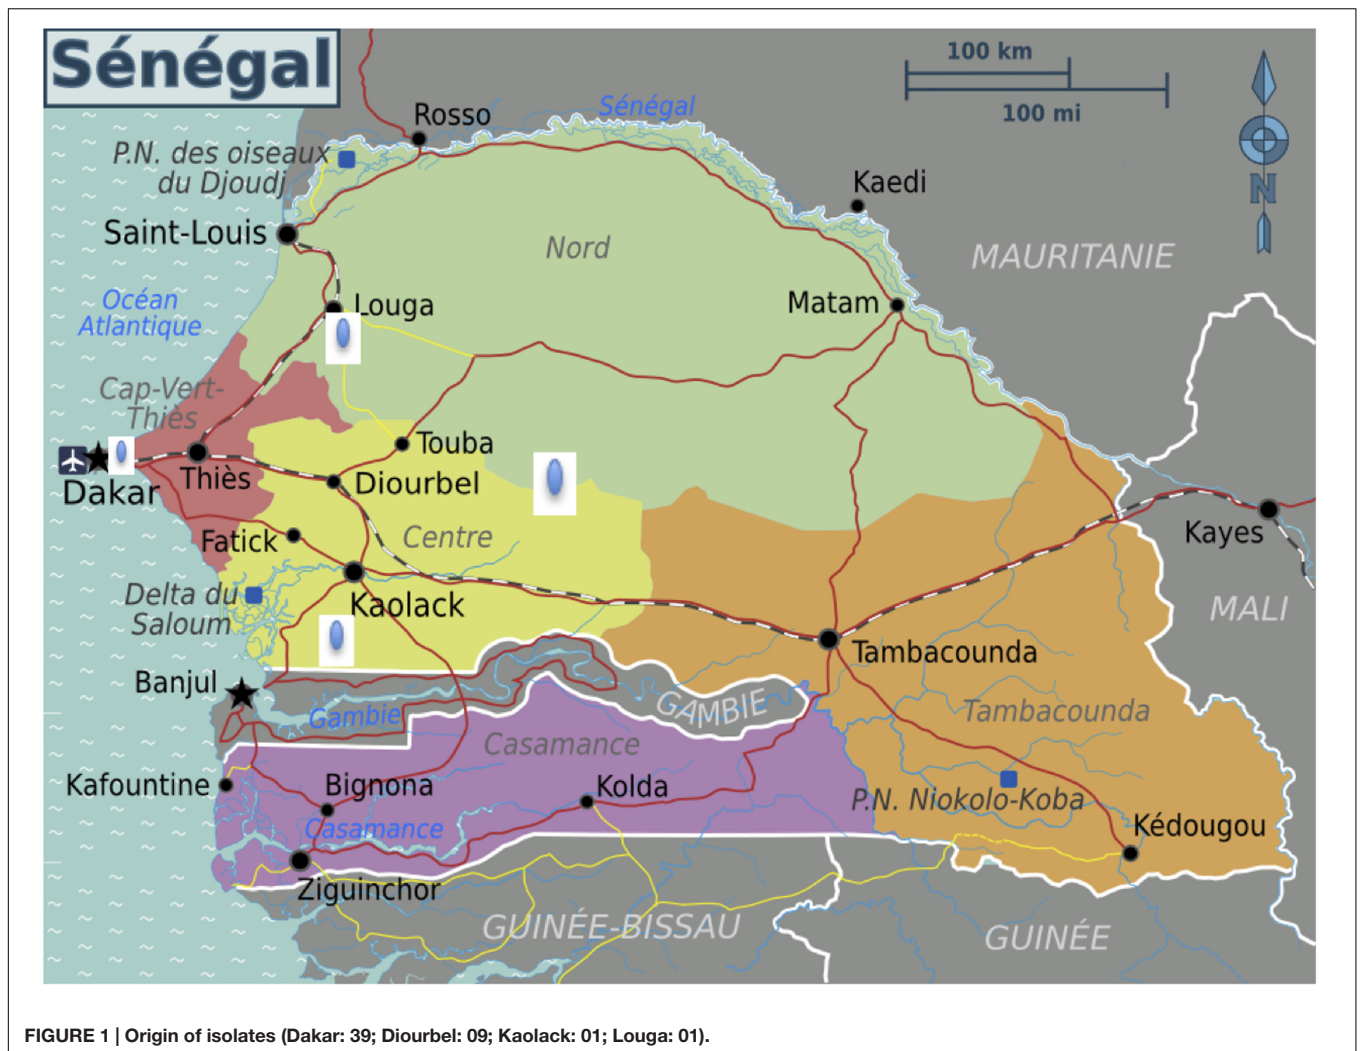 Sénégal
100 km
100 mi
Rosso
Sénégal
P.N. des oiseaux
du Djoudj
Kaedi
N
Saint-Louis
Nord
MAURITANIE
Océan
Atlantique
Louga
Matam
Cap-Vert-
Thiès
Touba
Dakar
Thiès
Diourbel
Fatick
Centre
Kayes
Delta du
Saloum
Kaolack
MALI
Tambacounda
Banjul
Gambie
GAMBIE
Tambacounda
Casamance
Kafountine
Bignona
Kolda
P.N. Niokolo-Koba
Casamance
Kédougou
Ziguinchor
GUINÉE-BISSAU
GUINÉE
FIGURE 1 | Origin of isolates (Dakar: 39; Diourbel: 09; Kaolack: 01; Louga: 01).